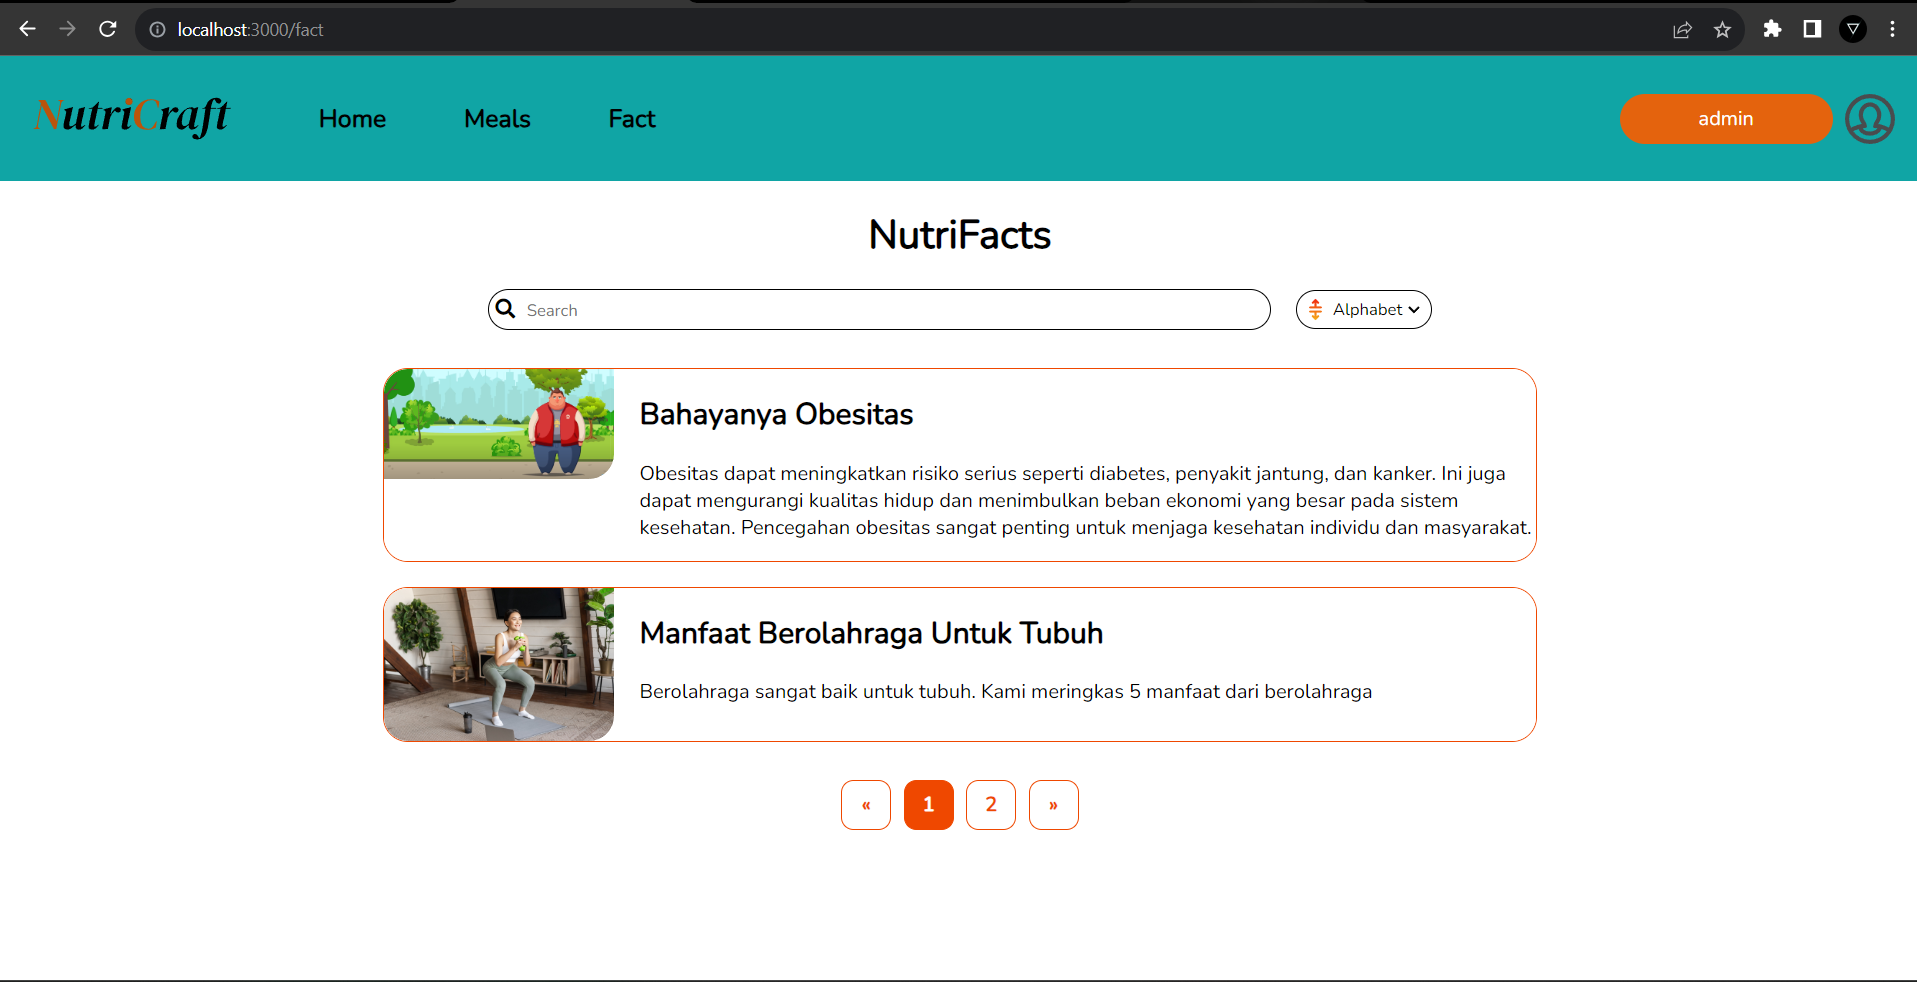 localhost:3000/fact
NutriCraft
Home
Meals
Fact
admin
NutriFacts
Search
Alphabet
Bahayanya Obesitas
Obesitas dapat meningkatkan risiko serius seperti diabetes, penyakit jantung, dan kanker. Ini juga
dapat mengurangi kualitas hidup dan menimbulkan beban ekonomi yang besar pada sistem
kesehatan. Pencegahan obesitas sangat penting untuk menjaga kesehatan individu dan masyarakat.
Manfaat Berolahraga Untuk Tubuh
Berolahraga sangat baik untuk tubuh. Kami meringkas 5 manfaat dari berolahraga
« 1 2 »